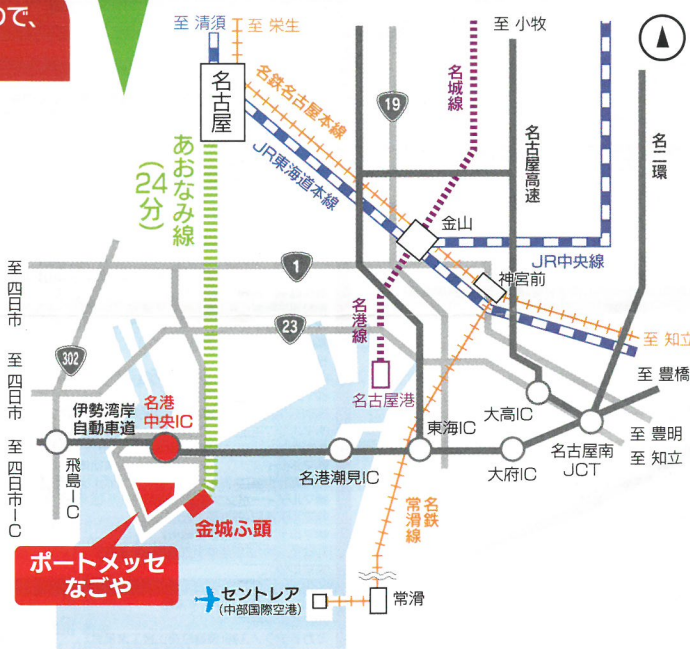 ので、
至 清須
至 栄生
至 小牧
名古屋
名鉄名古屋本線
JR東海道本線
名城線
19
名古屋高速
名二環
あおなみ線
(24分)
金山
JR中央線
神宮前
至 四日市
1
名港線
至 四日市
23
至 知立
302
名古屋港
至 豊橋
伊勢湾岸
自動車道
名港
中央IC
東海IC
大高IC
至 豊明
至 四日市IC
飛島IC
名港潮見IC
大府IC
名古屋南
JCT
至 知立
金城ふ頭
名鉄
常滑線
ポートメッセ
なごや
セントレア
(中部国際空港)
常滑